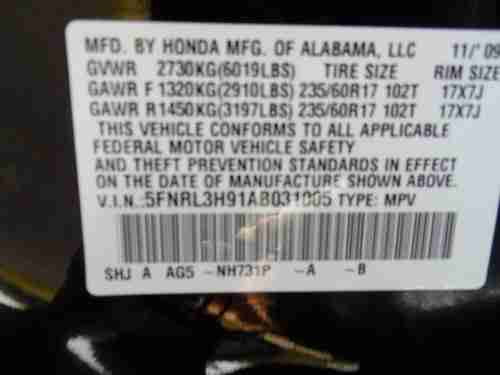 MFD. BY HONDA MFG. OF ALABAMA, LLC 11/'09
GVWR 2730KG(6019LBS) TIRE SIZE RIM SIZE
GAWR F 1320KG(2910LBS) 235/60R17 102T 17X7J
GAWR R1450KG(3197LBS) 235/60R17 102T 17X7J
THIS VEHICLE CONFORMS TO ALL APPLICABLE
FEDERAL MOTOR VEHICLE SAFETY
AND THEFT PREVENTION STANDARDS IN EFFECT
ON THE DATE OF MANUFACTURE SHOWN ABOVE.
V.I.N.:5FNRL3H91AB031005 TYPE: MPV
SHJ A AG5 -NH731P -A -B